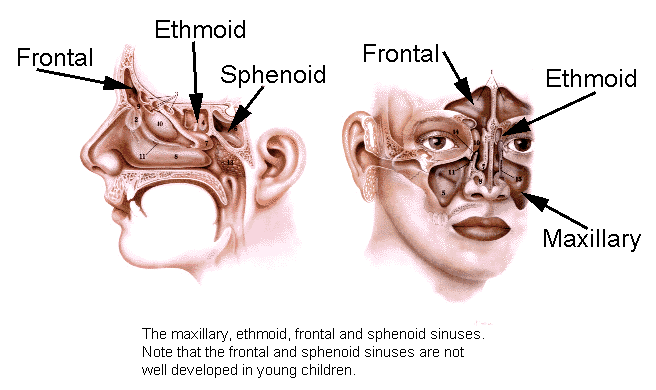 Ethmoid
Frontal
Sphenoid
Frontal
Ethmoid
Maxillary
The maxillary, ethmoid, frontal and sphenoid sinuses.
Note that the frontal and sphenoid sinuses are not
well developed in young children.